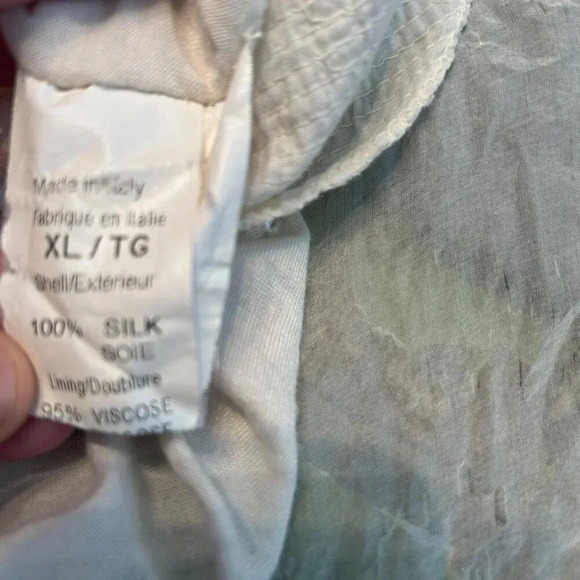 Made in Italy
fabriqué en Italie
XL / TG
Shell/Extérieur
100% SILK
SOIE
Lining/Doublure
95% VISCOSE